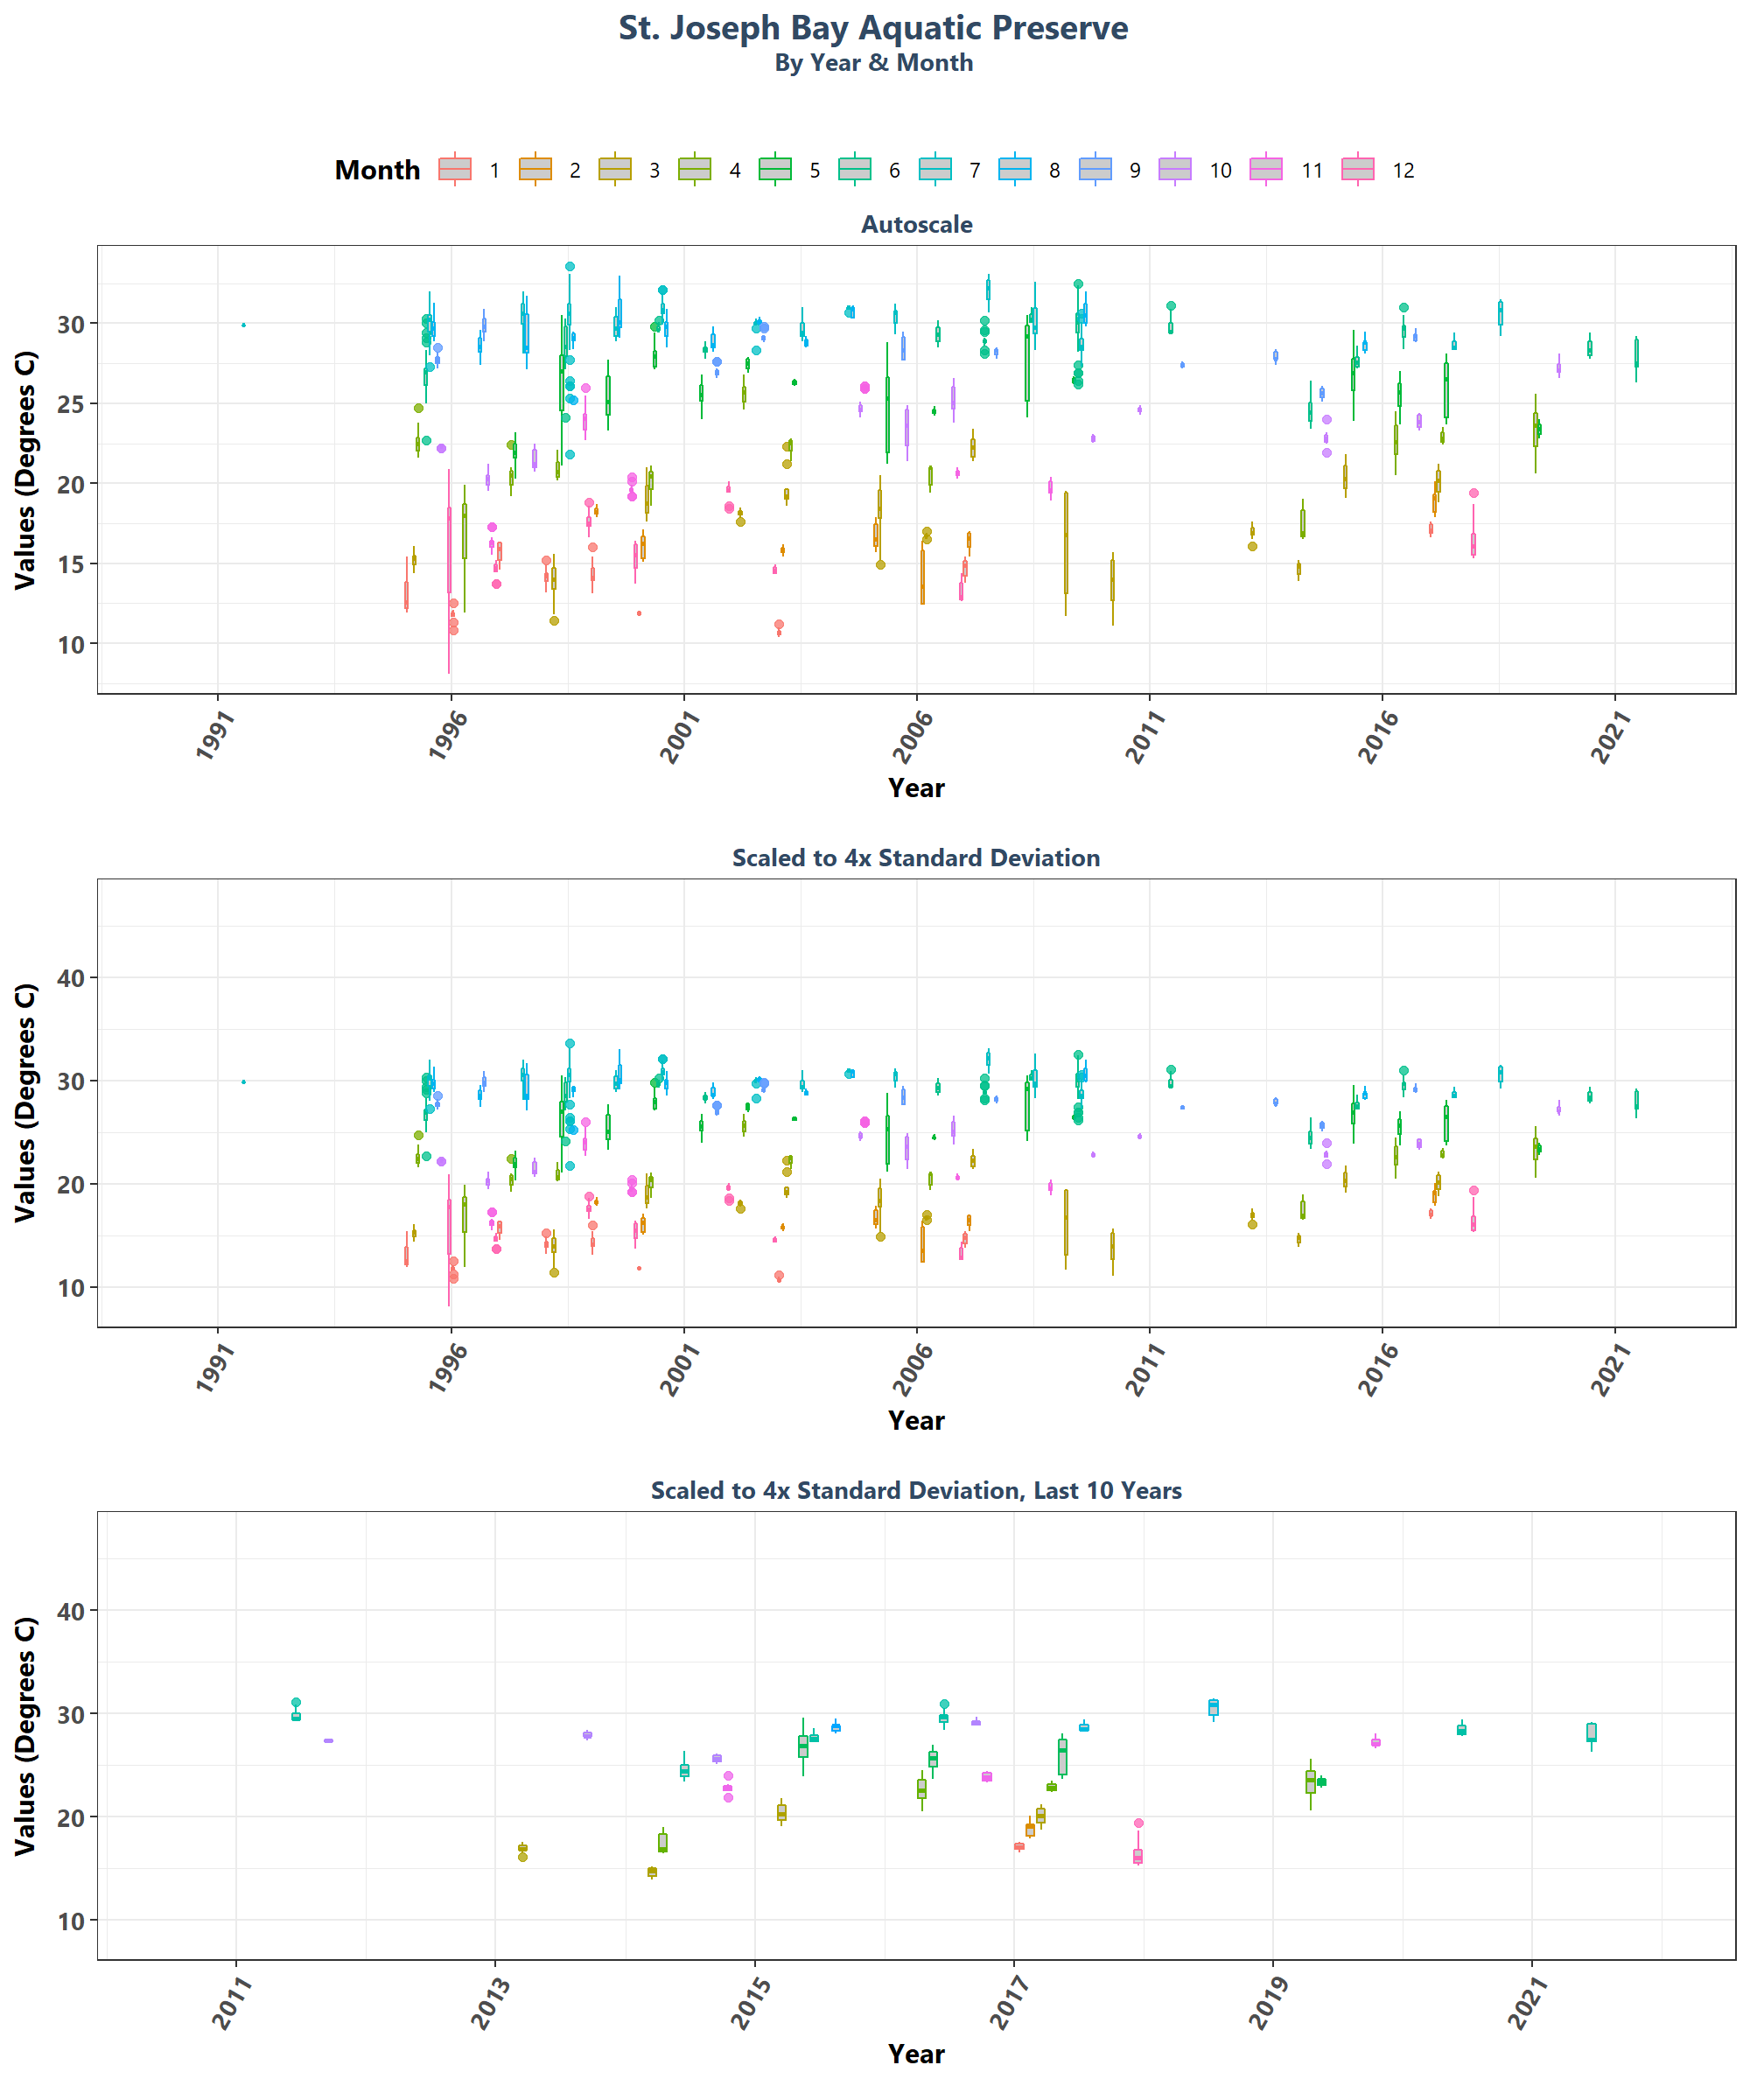 St. Joseph Bay Aquatic Preserve
By Year & Month
Month 1 2 3 4 5 6 7 8 9 10 11 12
Autoscale
Values (Degrees C)
30
25
20
15
10
1991 1996 2001 2006 2011 2016 2021
Year
Scaled to 4x Standard Deviation
Values (Degrees C)
40
30
20
10
1991 1996 2001 2006 2011 2016 2021
Year
Scaled to 4x Standard Deviation, Last 10 Years
Values (Degrees C)
40
30
20
10
2011 2013 2015 2017 2019 2021
Year